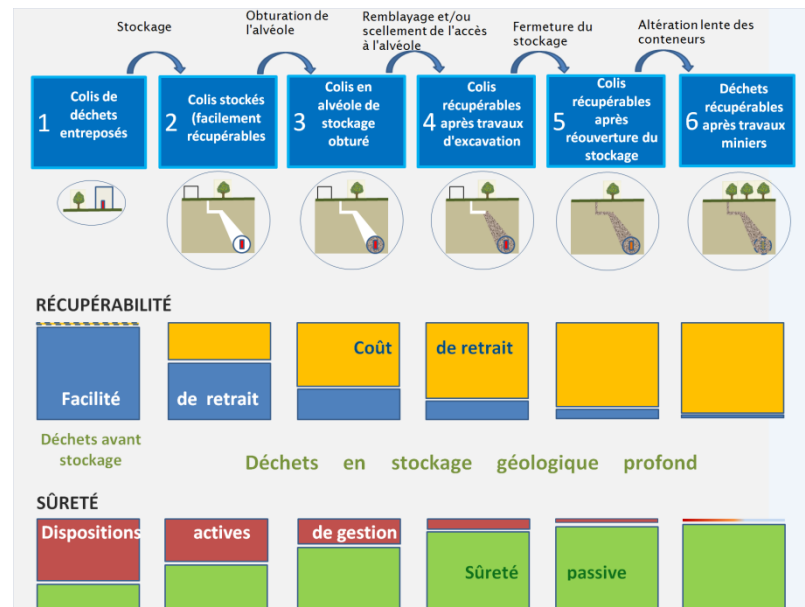 Stockage
Obturation de
l'alvéole
Remblayage et/ou
scellement de l'accès
à l'alvéole
Fermeture du
stockage
Altération lente des
conteneurs
1
Colis de
déchets
entreposés
2
Colis stockés
(facilement
récupérables
3
Colis en
alvéole de
stockage
obturé
4
Colis
récupérables
après travaux
d'excavation
5
Colis
récupérables
après
réouverture du
stockage
6
Déchets
récupérables
après travaux
miniers
RÉCUPÉRABILITÉ
Coût de retrait
Facilité de retrait
Déchets avant
stockage
Déchets en stockage géologique profond
SÛRETÉ
Dispositions actives de gestion
Sûreté passive